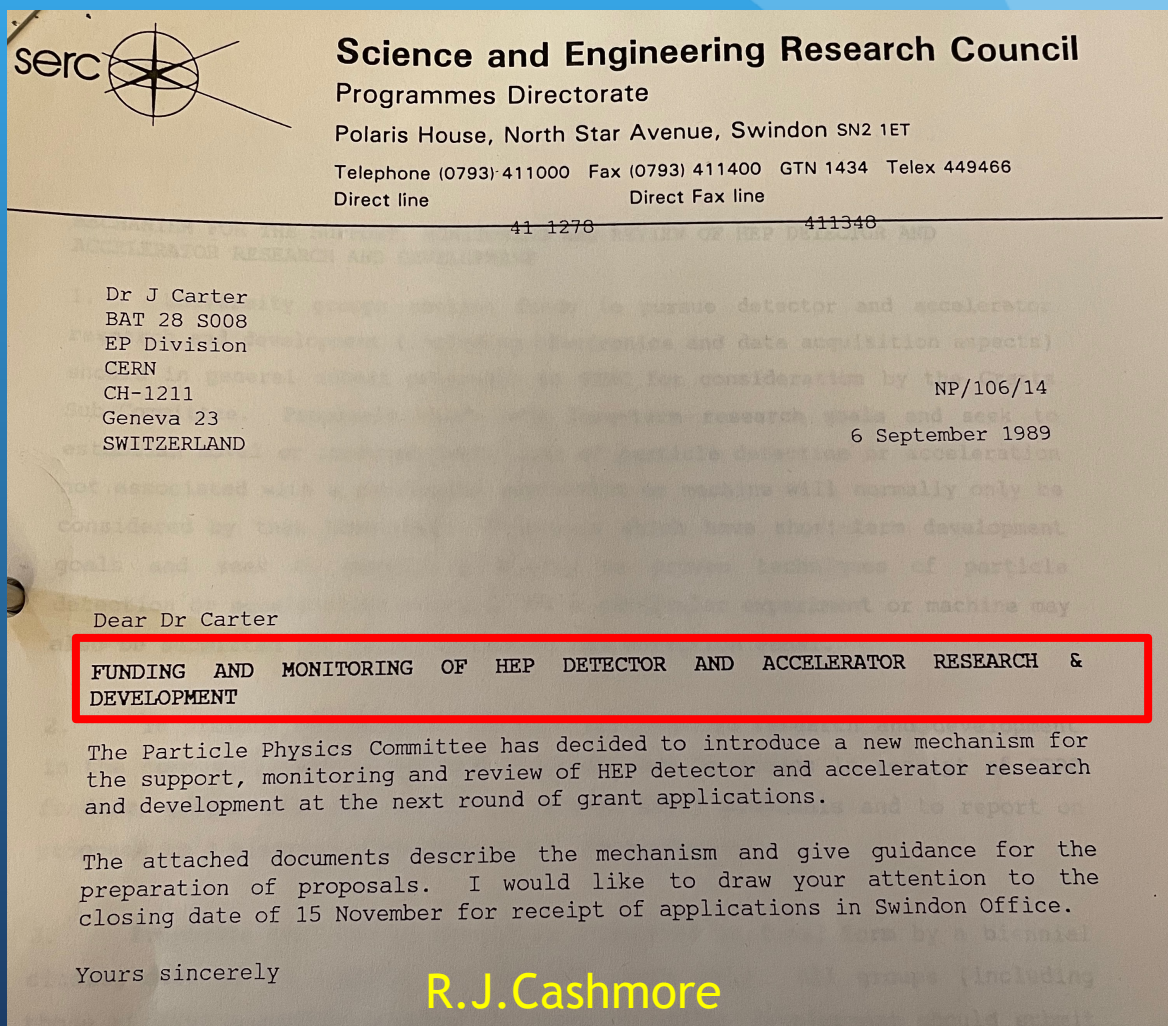 serc
Science and Engineering Research Council
Programmes Directorate
Polaris House, North Star Avenue, Swindon SN2 1ET
Telephone (0793) 411000 Fax (0793) 411400 GTN 1434 Telex 449466
Direct line Direct Fax line
41 1278 411348
ACCELERATOR RESEARCH AND DEVELOPMENT
Dr J Carter
BAT 28 S008
EP Division
CERN
CH-1211
Geneva 23
SWITZERLAND
NP/106/14
6 September 1989
Dear Dr Carter
FUNDING AND MONITORING OF HEP DETECTOR AND ACCELERATOR RESEARCH &
DEVELOPMENT
The Particle Physics Committee has decided to introduce a new mechanism for
the support, monitoring and review of HEP detector and accelerator research
and development at the next round of grant applications.
The attached documents describe the mechanism and give guidance for the
preparation of proposals. I would like to draw your attention to the
closing date of 15 November for receipt of applications in Swindon Office.
Yours sincerely
R.J.Cashmore